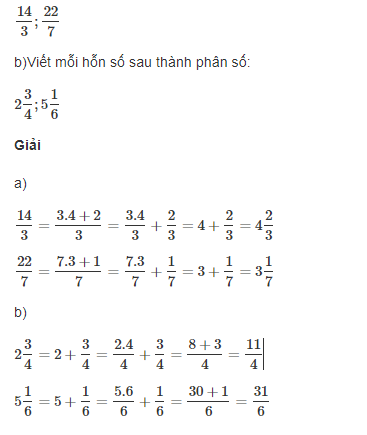 14/3 ; 22/7
b)Viết mỗi hỗn số sau thành phân số:
2 3/4 ; 5 1/6
Giải
a)
14/3 = (3.4 + 2)/3 = 3.4/3 + 2/3 = 4 + 2/3 = 4 2/3
22/7 = (7.3 + 1)/7 = 7.3/7 + 1/7 = 3 + 1/7 = 3 1/7
b)
2 3/4 = 2 + 3/4 = 2.4/4 + 3/4 = (8 + 3)/4 = 11/4|
5 1/6 = 5 + 1/6 = 5.6/6 + 1/6 = (30 + 1)/6 = 31/6